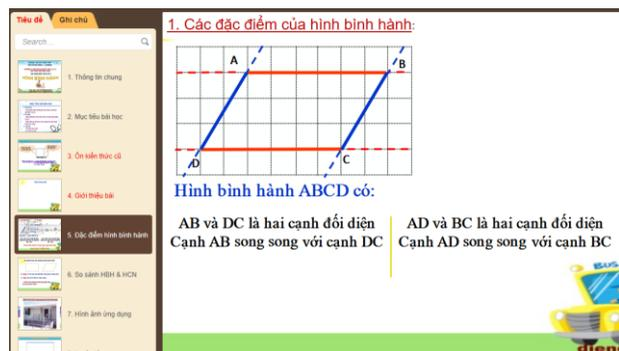 Tiêu đề
Ghi chú
Search...
1. Thông tin chung
2. Mục tiêu bài học
3. Ôn kiến thức cũ
4. Giới thiệu bài
5. Đặc điểm hình bình hành
6. So sánh HBH & HCN
7. Hình ảnh ứng dụng
1. Các đặc điểm của hình bình hành:
A
B
D
C
Hình bình hành ABCD có:
AB và DC là hai cạnh đối diện
Cạnh AB song song với cạnh DC
AD và BC là hai cạnh đối diện
Cạnh AD song song với cạnh BC
BUS